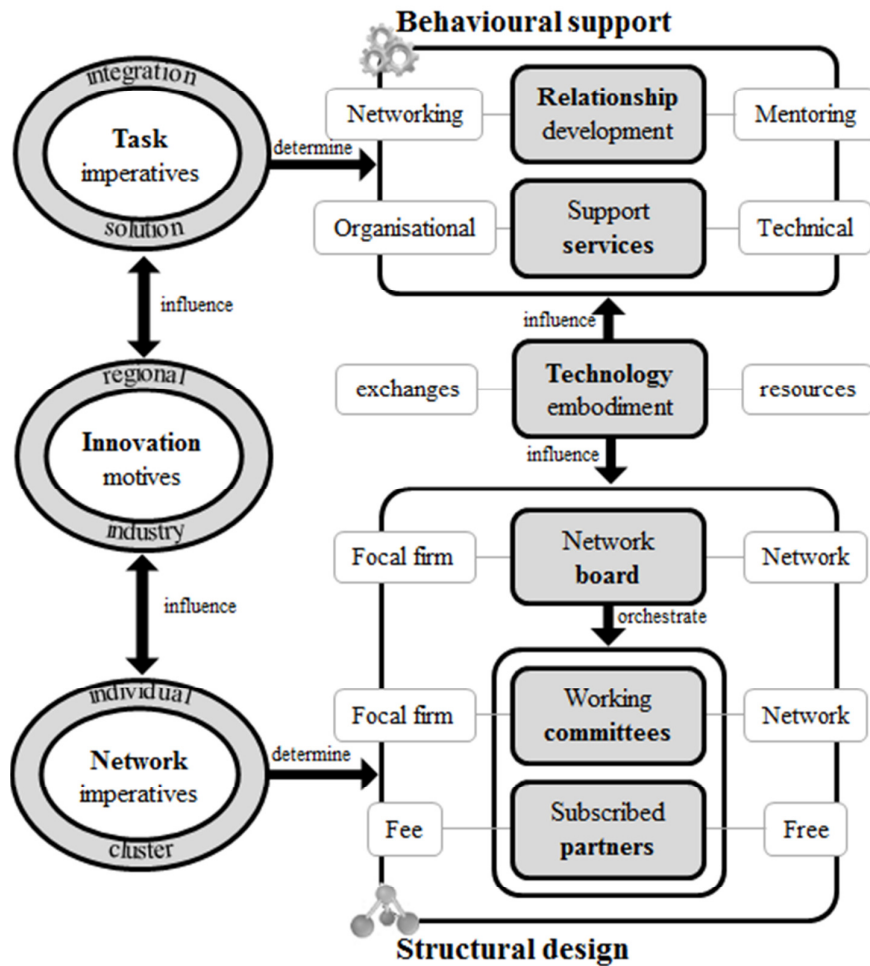 Behavioural support
integration
Task
imperatives
solution
determine
Networking
Relationship
development
Mentoring
Organisational
Support
services
Technical
influence
influence
regional
Innovation
motives
industry
exchanges
Technology
embodiment
resources
influence
influence
individual
Network
imperatives
cluster
determine
Focal firm
Network
board
Network
orchestrate
Focal firm
Working
committees
Network
Fee
Subscribed
partners
Free
Structural design